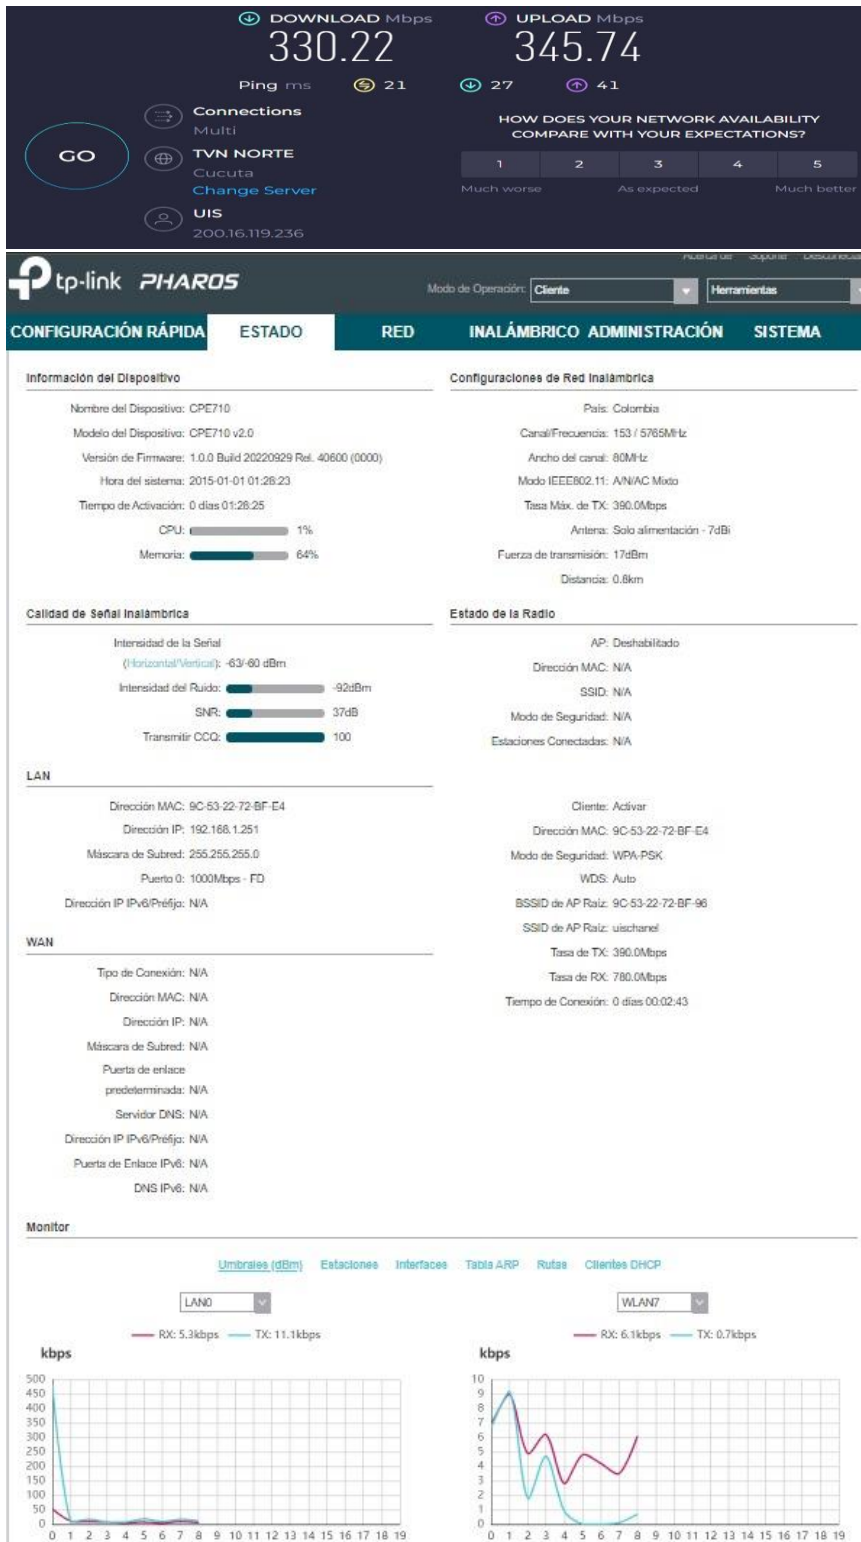 DOWNLOAD Mbps
UPLOAD Mbps
330.22
345.74
Ping ms 21 27 41
Connections
Multi
HOW DOES YOUR NETWORK AVAILABILITY
COMPARE WITH YOUR EXPECTATIONS?
GO
TVN NORTE
Cucuta
Change Server
1 2 3 4 5
Much worse As expected Much better
UIS
200.16.119.236
Acerca de Soporte
tp-link PHAROS
Modo de Operación: Cliente
Herramientas
CONFIGURACIÓN RÁPIDA ESTADO RED INALÁMBRICO ADMINISTRACIÓN SISTEMA
Información del Dispositivo
Nombre del Dispositivo: CPE710
Modelo del Dispositivo: CPE710 v2.0
Versión de Firmware: 1.0.0 Build 20220929 Rel. 40600 (0000)
Hora del sistema: 2015-01-01 01:28:23
Tiempo de Activación: 0 días 01:28:25
CPU: 1%
Memoria: 64%
Configuraciones de Red Inalámbrica
País: Colombia
Canal/Frecuencia: 153 / 5765MHz
Ancho del canal: 80MHz
Modo IEEE802.11: A/N/AC Mixto
Tasa Máx. de TX: 390.0Mbps
Antena: Solo alimentación - 7dBi
Fuerza de transmisión: 17dBm
Distancia: 0.8km
Calidad de Señal Inalámbrica
Intensidad de la Señal
(Horizontal/Vertical): -63/-60 dBm
Intensidad del Ruido: -92dBm
SNR: 37dB
Transmitir CCQ: 100
Estado de la Radio
AP: Deshabilitado
Dirección MAC: N/A
SSID: N/A
Modo de Seguridad: N/A
Estaciones Conectadas: N/A
LAN
Dirección MAC: 9C-53-22-72-BF-E4
Dirección IP: 192.168.1.251
Máscara de Subred: 255.255.255.0
Puerto 0: 1000Mbps - FD
Dirección IP IPv6/Préfijo: N/A
Cliente: Activar
Dirección MAC: 9C-53-22-72-BF-E4
Modo de Seguridad: WPA-PSK
WDS: Auto
BSSID de AP Raíz: 9C-53-22-72-BF-96
SSID de AP Raíz: uischanel
Tasa de TX: 390.0Mbps
Tasa de RX: 780.0Mbps
Tiempo de Conexión: 0 días 00:02:43
WAN
Tipo de Conexión: N/A
Dirección MAC: N/A
Dirección IP: N/A
Máscara de Subred: N/A
Puerta de enlace
predeterminada: N/A
Servidor DNS: N/A
Dirección IP IPv6/Préfijo: N/A
Puerta de Enlace IPv6: N/A
DNS IPv6: N/A
Monitor
Umbrales (dBm) Estaciones Interfaces Tabla ARP Rutas Clientes DHCP
LAN0
RX: 5.3kbps TX: 11.1kbps
kbps
500
450
400
350
300
250
200
150
100
50
0
0 1 2 3 4 5 6 7 8 9 10 11 12 13 14 15 16 17 18 19
WLAN7
RX: 6.1kbps TX: 0.7kbps
kbps
10
9
8
7
6
5
4
3
2
1
0
0 1 2 3 4 5 6 7 8 9 10 11 12 13 14 15 16 17 18 19